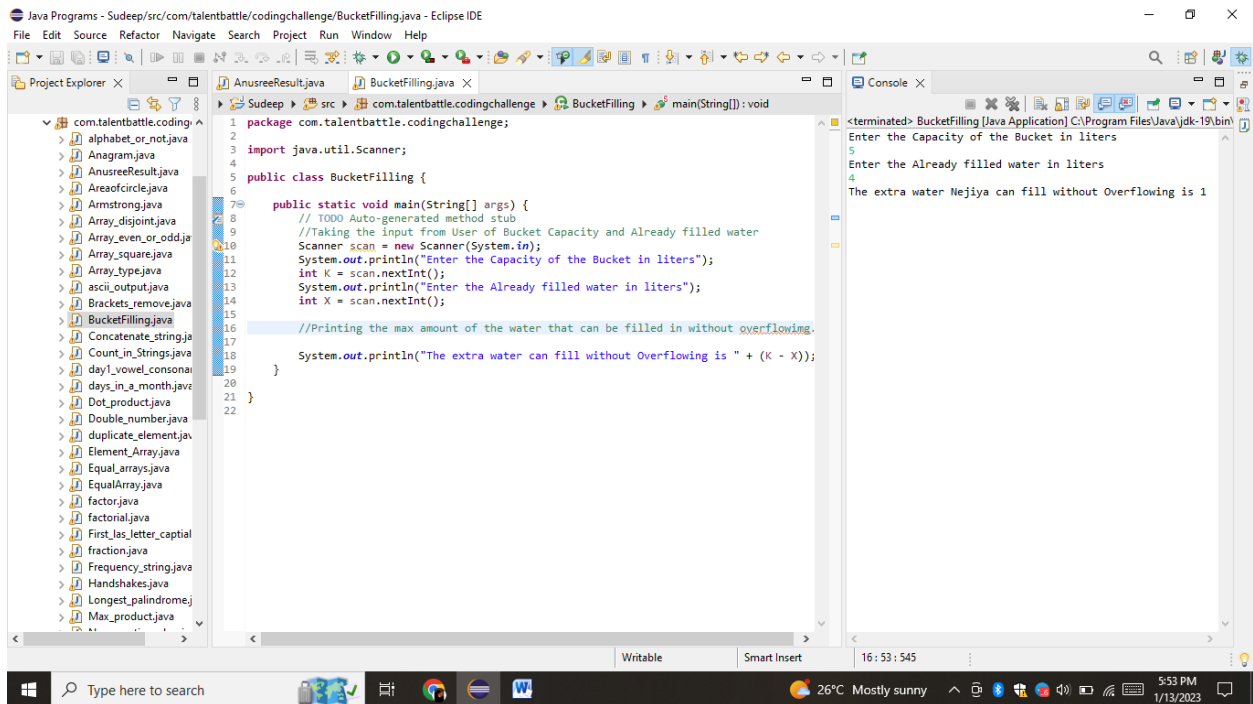 Java Programs - Sudeep/src/com/talentbattle/codingchallenge/BucketFilling.java - Eclipse IDE
File Edit Source Refactor Navigate Search Project Run Window Help
Project Explorer
com.talentbattle.coding
alphabet_or_not.java
Anagram.java
AnusreeResult.java
Areaofcircle.java
Armstrong.java
Array_disjoint.java
Array_even_or_odd.ja
Array_square.java
Array_type.java
ascii_output.java
Brackets_remove.java
BucketFilling.java
Concatenate_string.ja
Count_in_Strings.java
day1_vowel_consona
days_in_a_month.java
Dot_product.java
Double_number.java
duplicate_element.jav
Element_Array.java
Equal_arrays.java
EqualArray.java
factor.java
factorial.java
First_las_letter_captial
fraction.java
Frequency_string.java
Handshakes.java
Longest_palindrome.j
Max_product.java
AnusreeResult.java BucketFilling.java
Sudeep src com.talentbattle.codingchallenge BucketFilling main(String[]) : void
1 package com.talentbattle.codingchallenge;
2
3 import java.util.Scanner;
4
5 public class BucketFilling {
6
7 public static void main(String[] args) {
8 // TODO Auto-generated method stub
9 //Taking the input from User of Bucket Capacity and Already filled water
10 Scanner scan = new Scanner(System.in);
11 System.out.println("Enter the Capacity of the Bucket in liters");
12 int K = scan.nextInt();
13 System.out.println("Enter the Already filled water in liters");
14 int X = scan.nextInt();
15
16 //Printing the max amount of the water that can be filled in without overflowimg.
17
18 System.out.println("The extra water can fill without Overflowing is " + (K - X));
19 }
20
21 }
22
Console
<terminated> BucketFilling [Java Application] C:\Program Files\Java\jdk-19\bin\
Enter the Capacity of the Bucket in liters
5
Enter the Already filled water in liters
4
The extra water Nejiya can fill without Overflowing is 1
Writable Smart Insert 16 : 53 : 545
Type here to search
26°C Mostly sunny
5:53 PM
1/13/2023